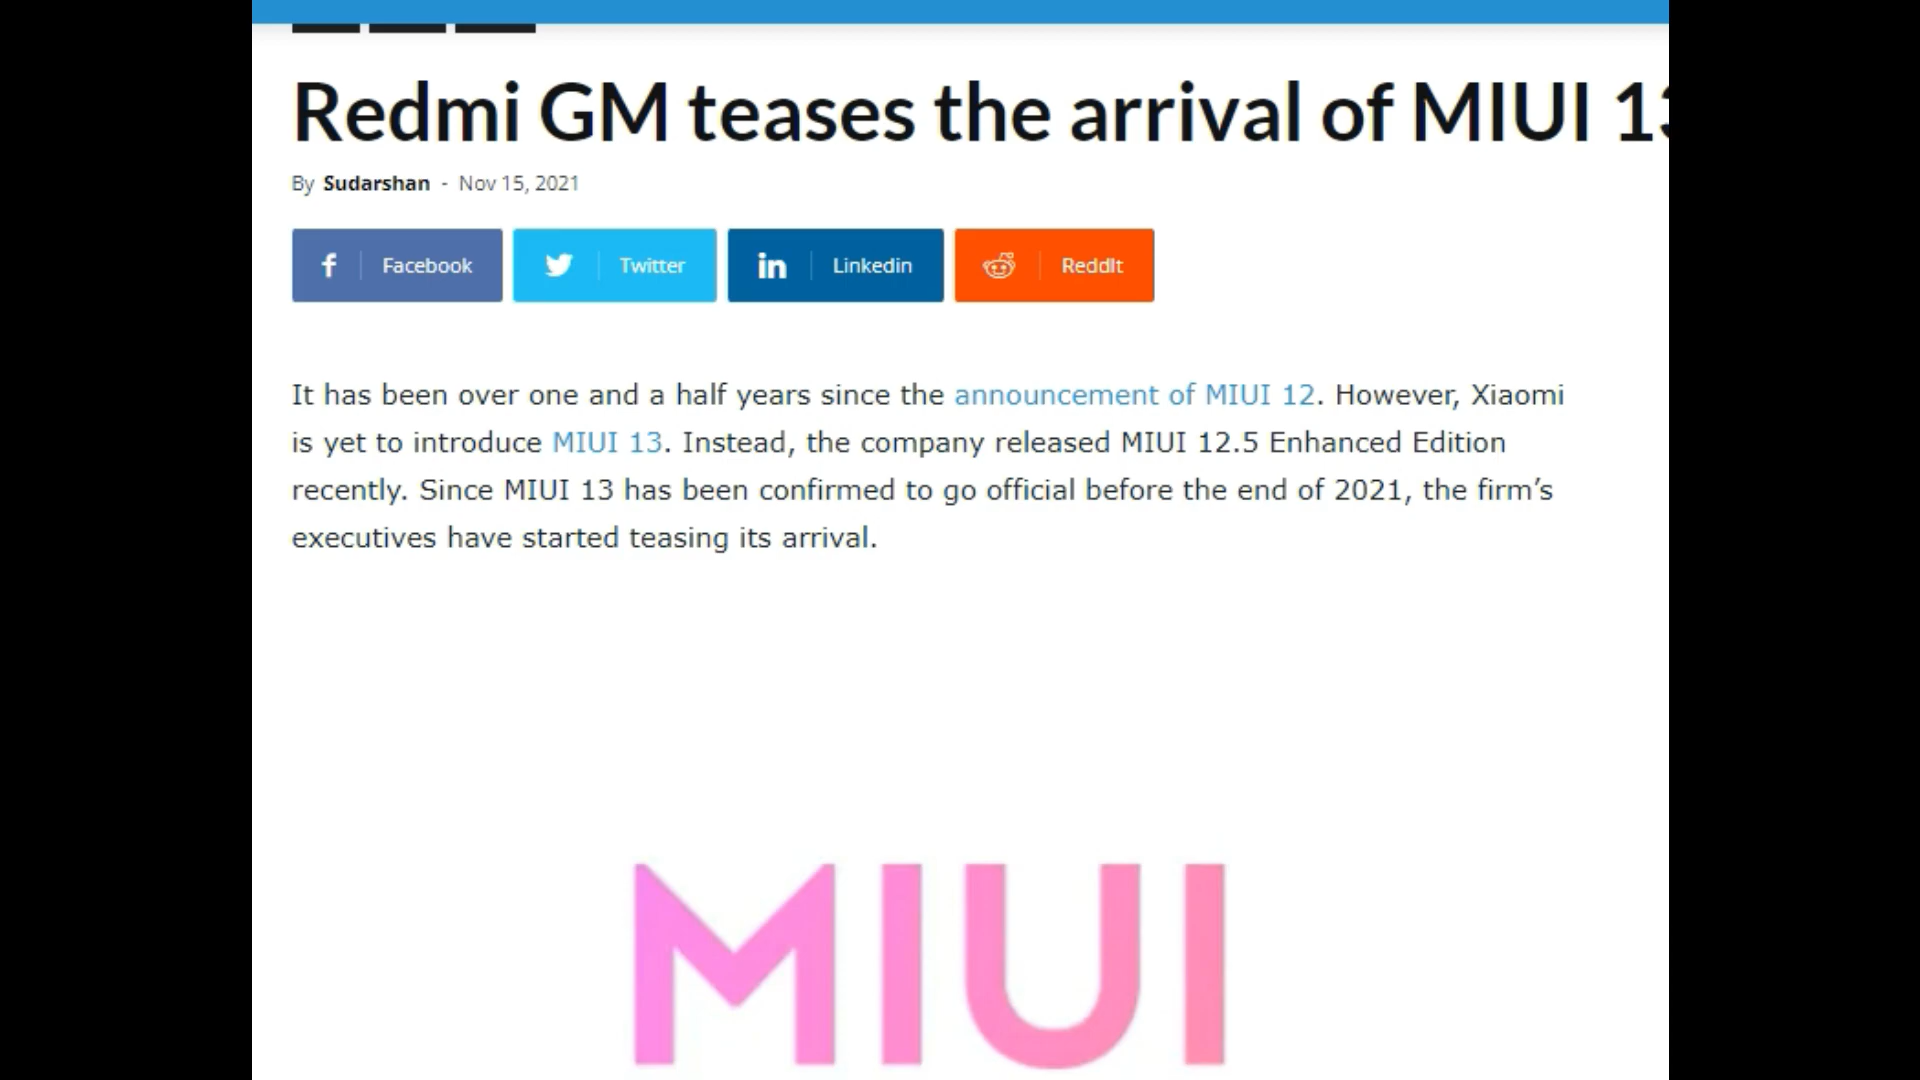 Redmi GM teases the arrival of MIUI 13
By Sudarshan - Nov 15, 2021
Facebook
Twitter
Linkedin
ReddIt
It has been over one and a half years since the announcement of MIUI 12. However, Xiaomi
is yet to introduce MIUI 13. Instead, the company released MIUI 12.5 Enhanced Edition
recently. Since MIUI 13 has been confirmed to go official before the end of 2021, the firm’s
executives have started teasing its arrival.
MIUI